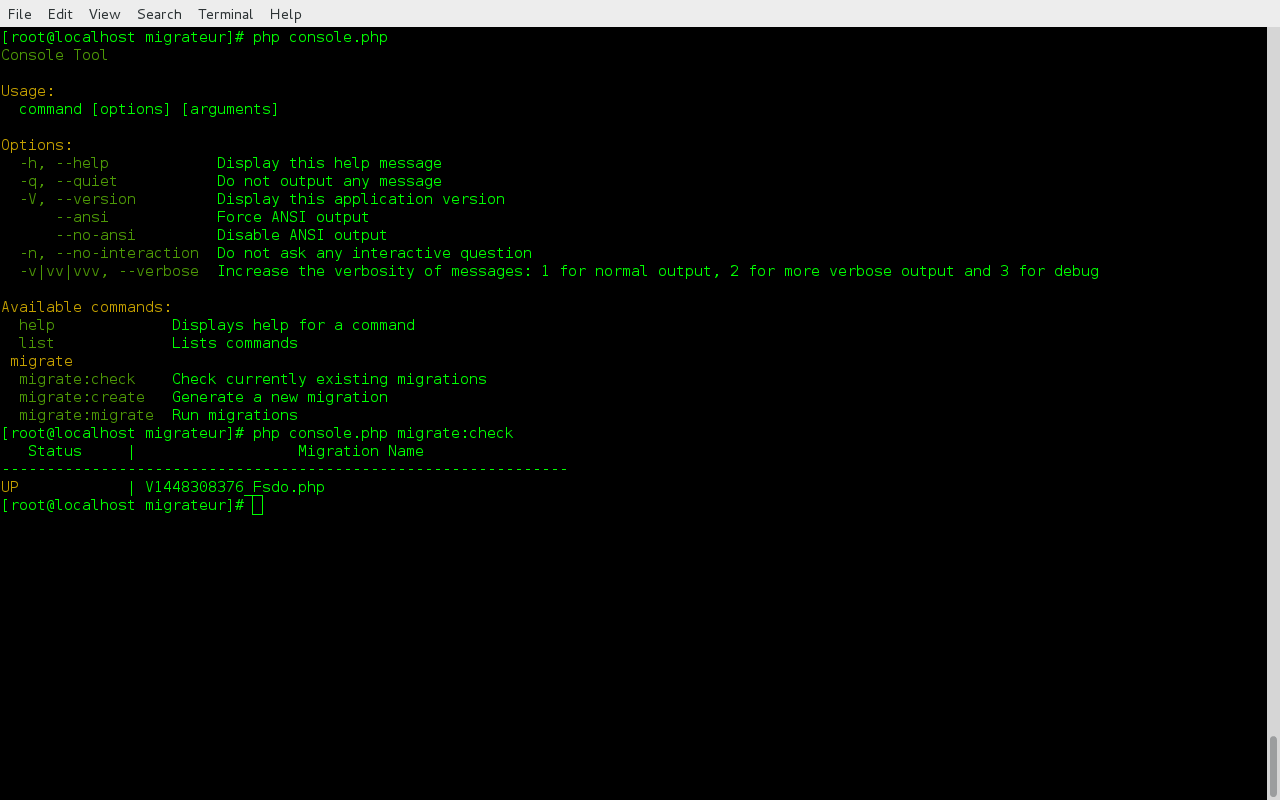 File Edit View Search Terminal Help
[root@localhost migrateur]# php console.php
Console Tool
Usage:
  command [options] [arguments]
Options:
  -h, --help            Display this help message
  -q, --quiet           Do not output any message
  -V, --version         Display this application version
      --ansi            Force ANSI output
      --no-ansi         Disable ANSI output
  -n, --no-interaction  Do not ask any interactive question
  -v|vv|vvv, --verbose  Increase the verbosity of messages: 1 for normal output, 2 for more verbose output and 3 for debug
Available commands:
  help             Displays help for a command
  list             Lists commands
 migrate
  migrate:check    Check currently existing migrations
  migrate:create   Generate a new migration
  migrate:migrate  Run migrations
[root@localhost migrateur]# php console.php migrate:check
   Status     |                  Migration Name
---------------------------------------------------------------
UP            | V1448308376_Fsdo.php
[root@localhost migrateur]#